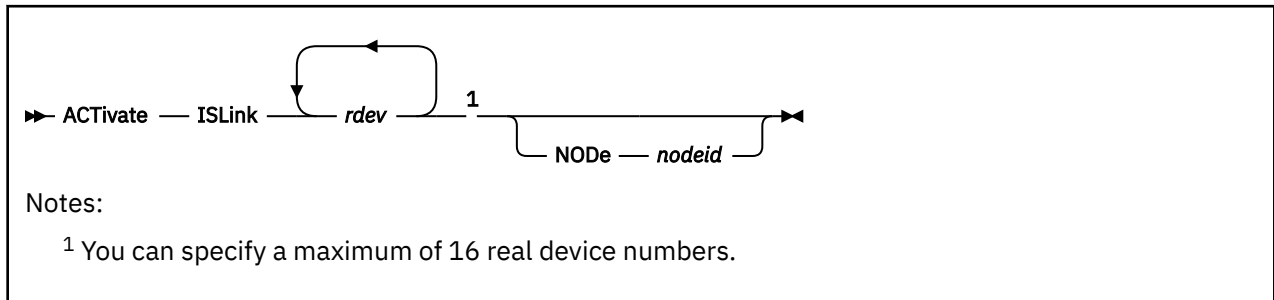 ACTivate ISLink rdev 1
NODe nodeid
Notes:
1 You can specify a maximum of 16 real device numbers.